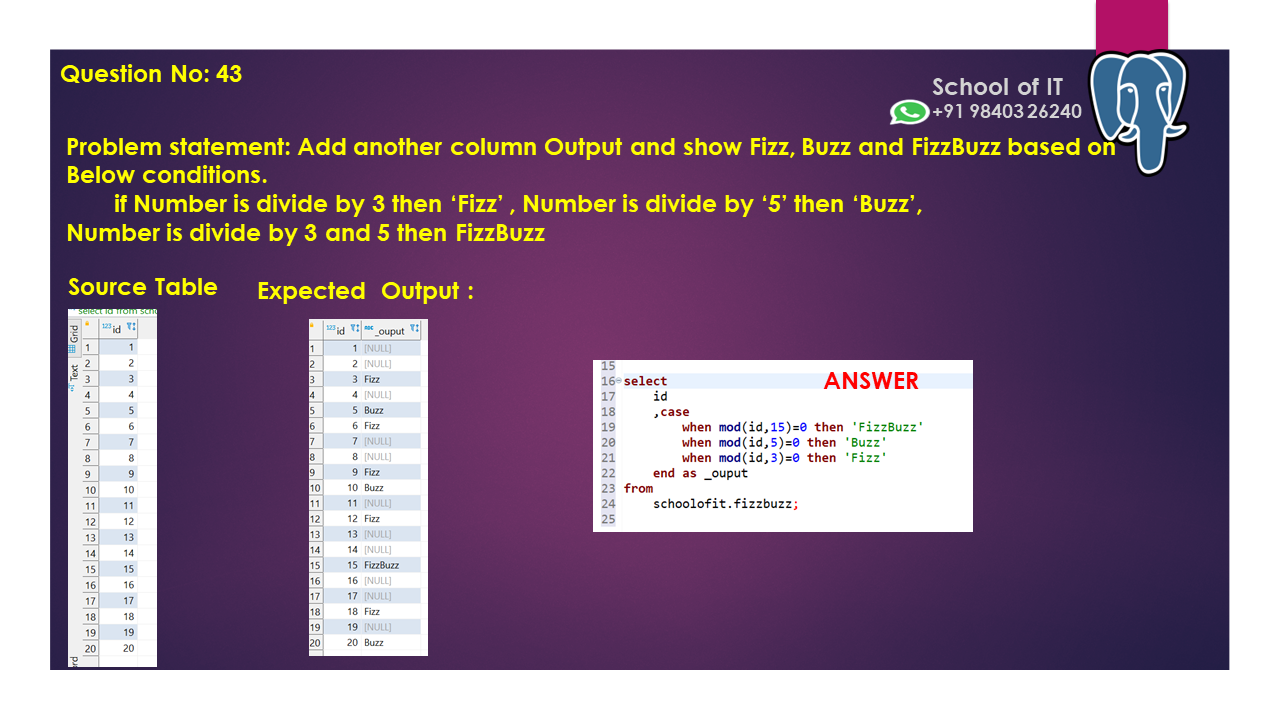 Question No: 43
School of IT
+91 98403 26240
Problem statement: Add another column Output and show Fizz, Buzz and FizzBuzz based on
Below conditions.
if Number is divide by 3 then ‘Fizz’ , Number is divide by ‘5’ then ‘Buzz’,
Number is divide by 3 and 5 then FizzBuzz
Source Table
select id from
Grid
Text
123 id
1 1
2 2
3 3
4 4
5 5
6 6
7 7
8 8
9 9
10 10
11 11
12 12
13 13
14 14
15 15
16 16
17 17
18 18
19 19
20 20
Expected Output :
123 id abc _ouput
1 1 [NULL]
2 2 [NULL]
3 3 Fizz
4 4 [NULL]
5 5 Buzz
6 6 Fizz
7 7 [NULL]
8 8 [NULL]
9 9 Fizz
10 10 Buzz
11 11 [NULL]
12 12 Fizz
13 13 [NULL]
14 14 [NULL]
15 15 FizzBuzz
16 16 [NULL]
17 17 [NULL]
18 18 Fizz
19 19 [NULL]
20 20 Buzz
ANSWER
15
16 select
17 id
18 ,case
19 when mod(id,15)=0 then 'FizzBuzz'
20 when mod(id,5)=0 then 'Buzz'
21 when mod(id,3)=0 then 'Fizz'
22 end as _ouput
23 from
24 schoolofit.fizzbuzz;
25